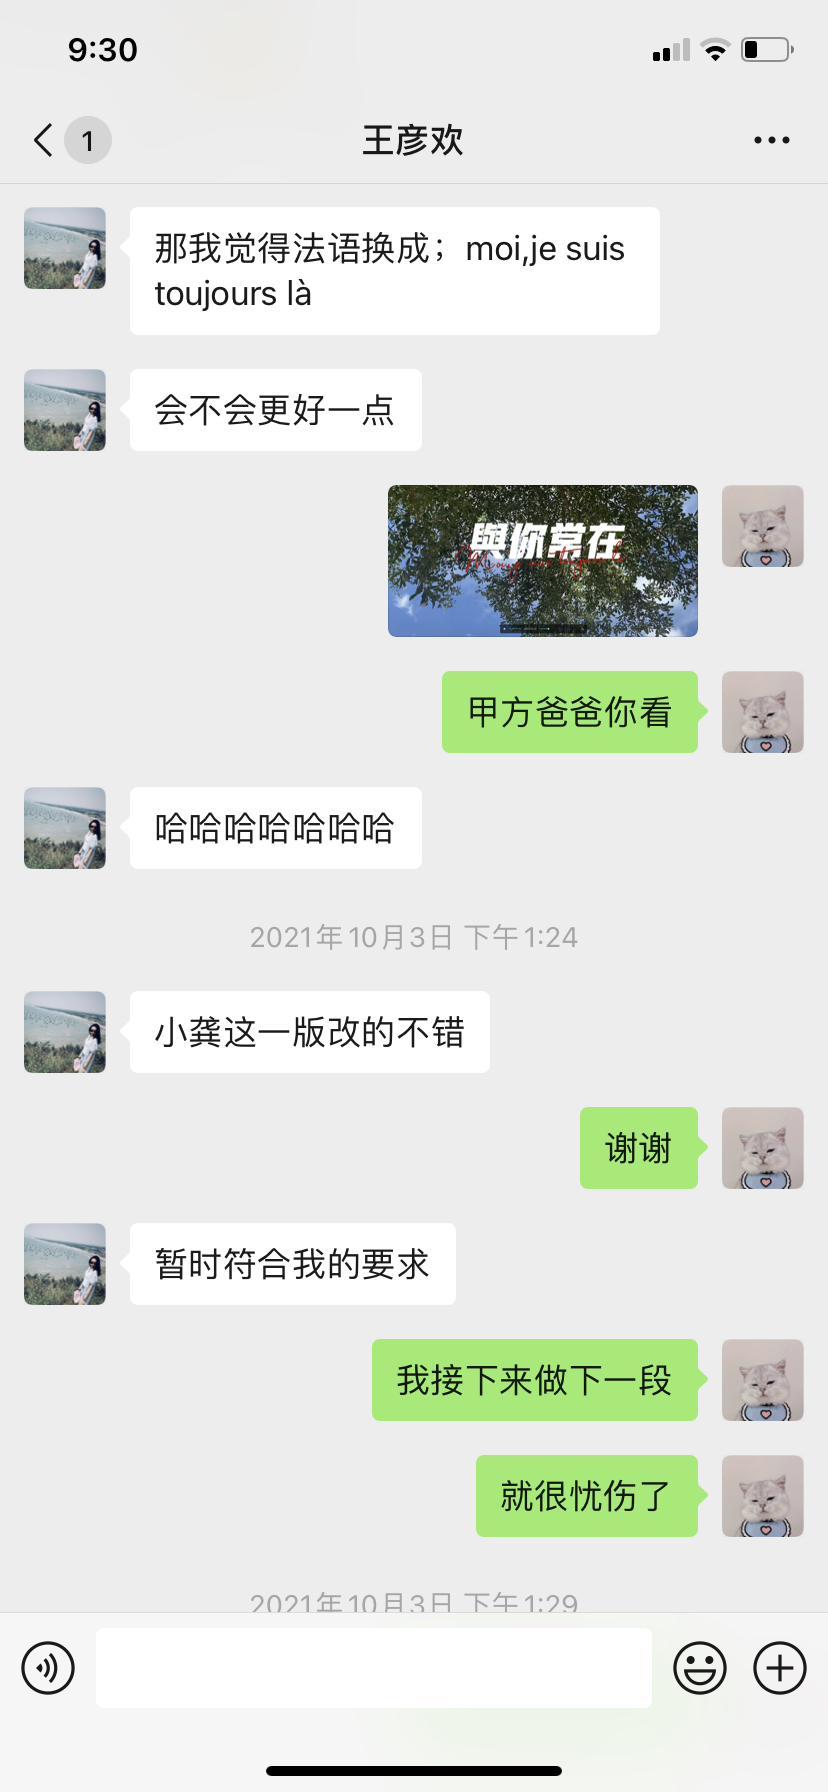 9:30
1
王彦欢
那我觉得法语换成；moi,je suis
toujours là
会不会更好一点
與你常在
甲方爸爸你看
哈哈哈哈哈哈哈
2021年10月3日 下午1:24
小龚这一版改的不错
谢谢
暂时符合我的要求
我接下来做下一段
就很忧伤了
2021年10月3日 下午1:29